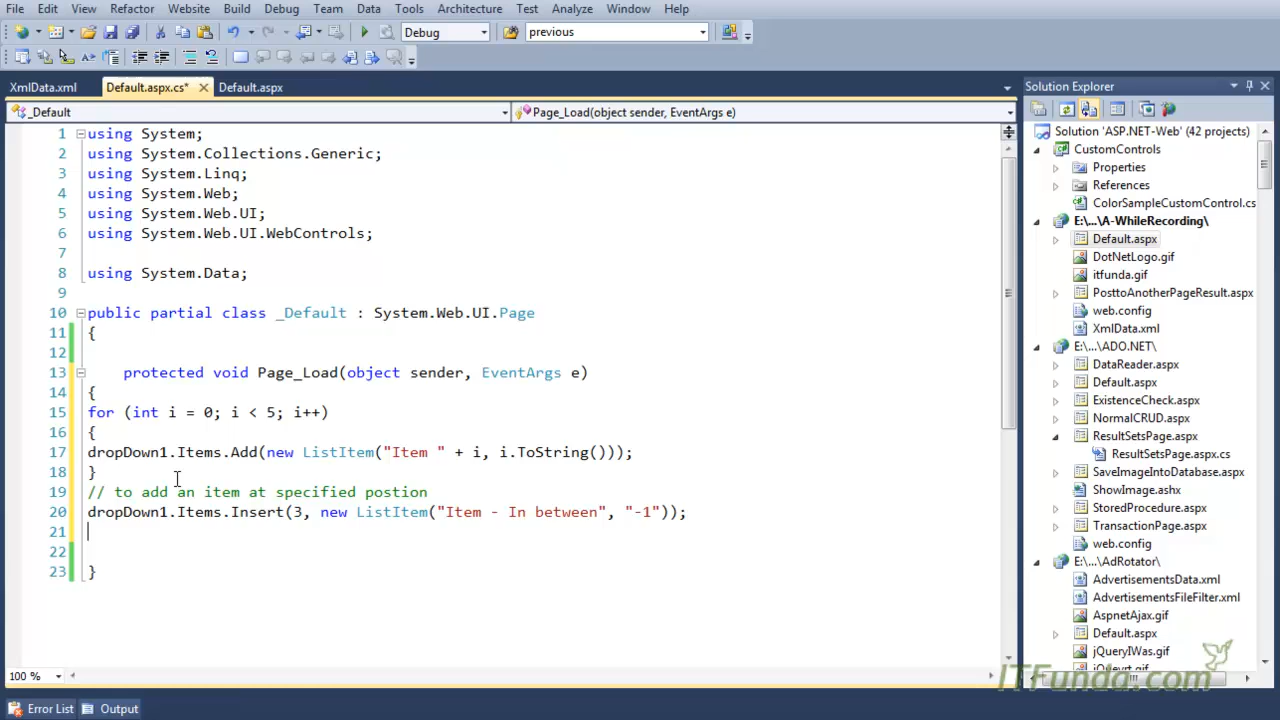 File Edit View Refactor Website Build Debug Team Data Tools Architecture Test Analyze Window Help
Debug previous
XmlData.xml Default.aspx.cs* Default.aspx
_Default Page_Load(object sender, EventArgs e)
1 using System;
2 using System.Collections.Generic;
3 using System.Linq;
4 using System.Web;
5 using System.Web.UI;
6 using System.Web.UI.WebControls;
7
8 using System.Data;
9
10 public partial class _Default : System.Web.UI.Page
11 {
12
13 protected void Page_Load(object sender, EventArgs e)
14 {
15 for (int i = 0; i < 5; i++)
16 {
17 dropDown1.Items.Add(new ListItem("Item " + i, i.ToString()));
18 }
19 // to add an item at specified postion
20 dropDown1.Items.Insert(3, new ListItem("Item - In between", "-1"));
21
22
23 }
100 %
Error List Output
Solution Explorer
Solution 'ASP.NET-Web' (42 projects)
CustomControls
Properties
References
ColorSampleCustomControl.cs
E:\...\A-WhileRecording\
Default.aspx
DotNetLogo.gif
itfunda.gif
PosttoAnotherPageResult.aspx
web.config
XmlData.xml
E:\...\ADO.NET\
DataReader.aspx
Default.aspx
ExistenceCheck.aspx
NormalCRUD.aspx
ResultSetsPage.aspx
ResultSetsPage.aspx.cs
SaveImageIntoDatabase.aspx
ShowImage.ashx
StoredProcedure.aspx
TransactionPage.aspx
web.config
E:\...\AdRotator\
AdvertisementsData.xml
AdvertisementsFileFilter.xml
AspnetAjax.gif
Default.aspx
jQueryIWas.gif
ITFunda.com